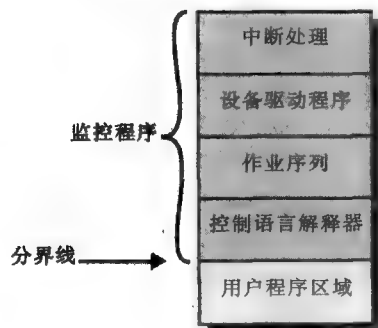 中断处理
设备驱动程序
监控程序
作业序列
控制语言解释器
分界线
用户程序区域